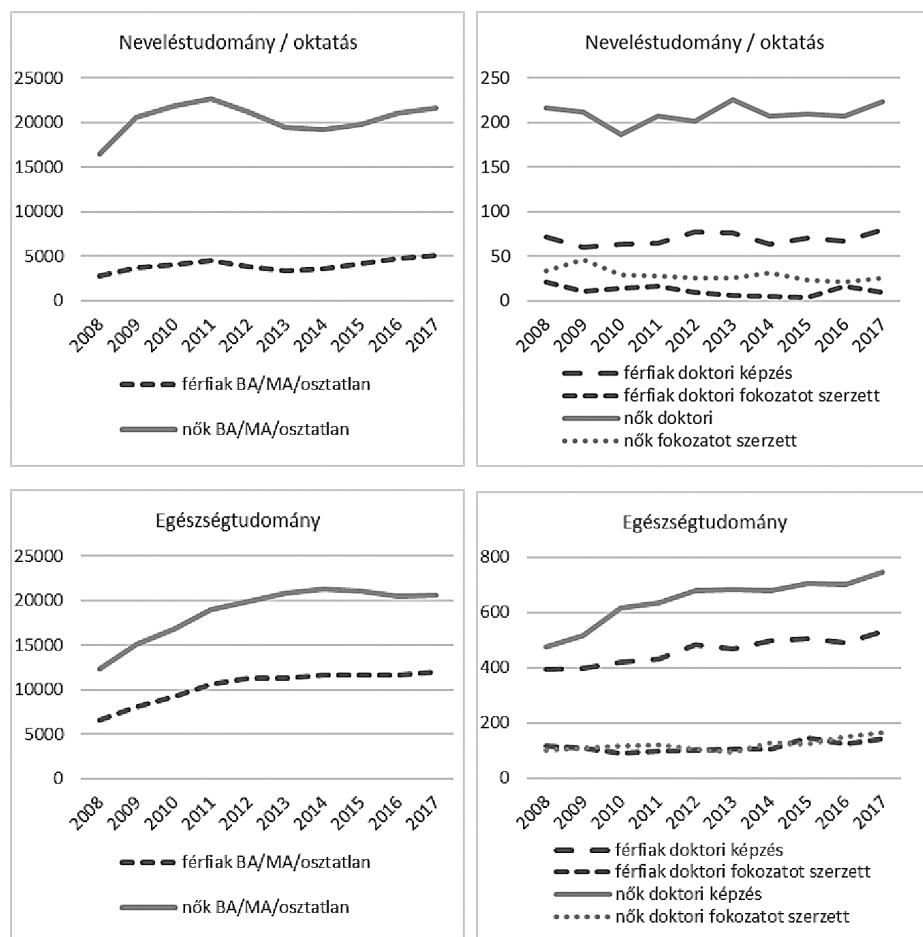 Neveléstudomány / oktatás
25000
20000
15000
10000
5000
0
2008 2009 2010 2011 2012 2013 2014 2015 2016 2017
férfiak BA/MA/osztatlan
nők BA/MA/osztatlan
Neveléstudomány / oktatás
250
200
150
100
50
0
2008 2009 2010 2011 2012 2013 2014 2015 2016 2017
férfiak doktori képzés
férfiak doktori fokozatot szerzett
nők doktori
nők fokozatot szerzett
Egészségtudomány
25000
20000
15000
10000
5000
0
2008 2009 2010 2011 2012 2013 2014 2015 2016 2017
férfiak BA/MA/osztatlan
nők BA/MA/osztatlan
Egészségtudomány
800
600
400
200
0
2008 2009 2010 2011 2012 2013 2014 2015 2016 2017
férfiak doktori képzés
férfiak doktori fokozatot szerzett
nők doktori képzés
nők doktori fokozatot szerzett